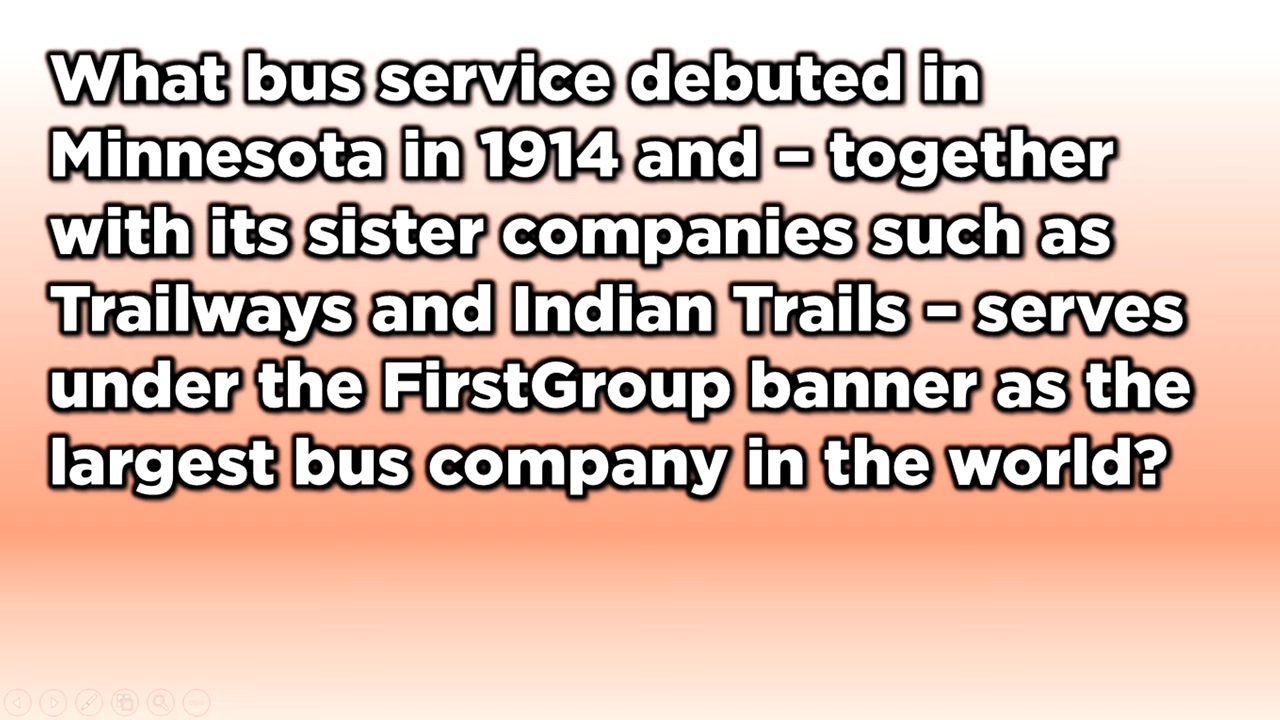 What bus service debuted in
Minnesota in 1914 and – together
with its sister companies such as
Trailways and Indian Trails – serves
under the FirstGroup banner as the
largest bus company in the world?